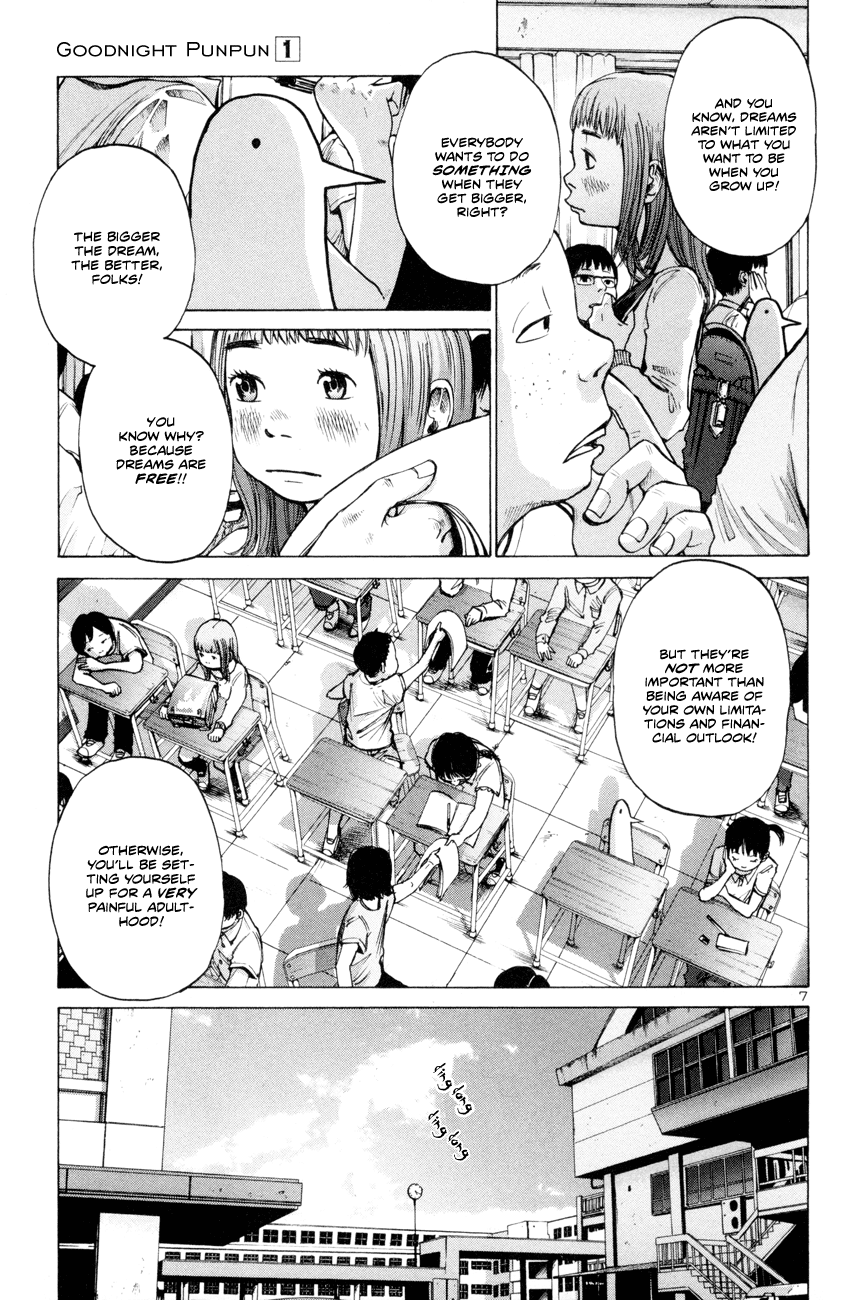 GOODNIGHT PUNPUN 1
AND YOU
KNOW, DREAMS
AREN'T LIMITED
TO WHAT YOU
WANT TO BE
WHEN YOU
GROW UP!
EVERYBODY
WANTS TO DO
SOMETHING
WHEN THEY
GET BIGGER,
RIGHT?
THE BIGGER
THE DREAM,
THE BETTER,
FOLKS!
YOU
KNOW WHY?
BECAUSE
DREAMS ARE
FREE!!
BUT THEY'RE
NOT MORE
IMPORTANT THAN
BEING AWARE OF
YOUR OWN LIMITA-
TIONS AND FINAN-
CIAL OUTLOOK!
OTHERWISE,
YOU'LL BE SET-
TING YOURSELF
UP FOR A VERY
PAINFUL ADULT-
HOOD!
7
ding dong
ding dong